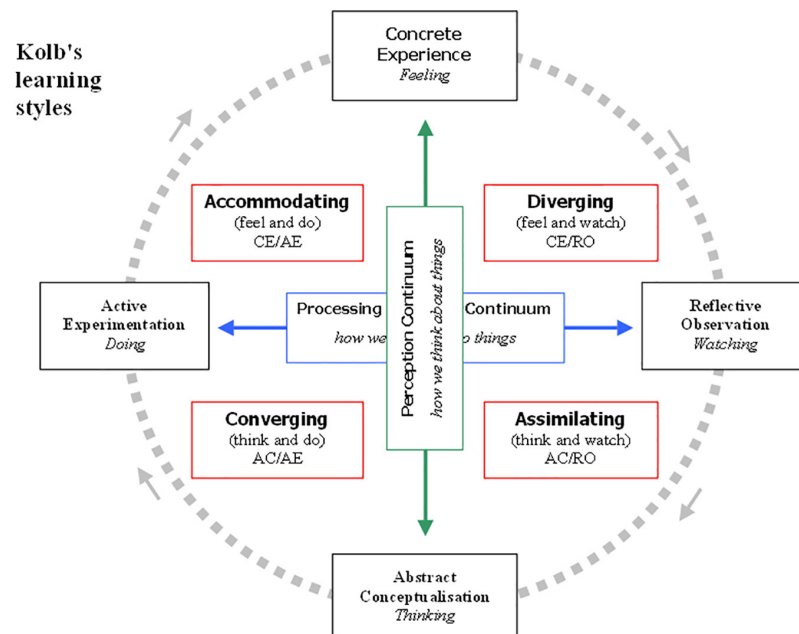 Kolb's
learning
styles
Concrete
Experience
Feeling
Accommodating
(feel and do)
CE/AE
Diverging
(feel and watch)
CE/RO
Active
Experimentation
Doing
Processing Continuum
how we things
Perception Continuum
how we think about things
Reflective
Observation
Watching
Converging
(think and do)
AC/AE
Assimilating
(think and watch)
AC/RO
Abstract
Conceptualisation
Thinking